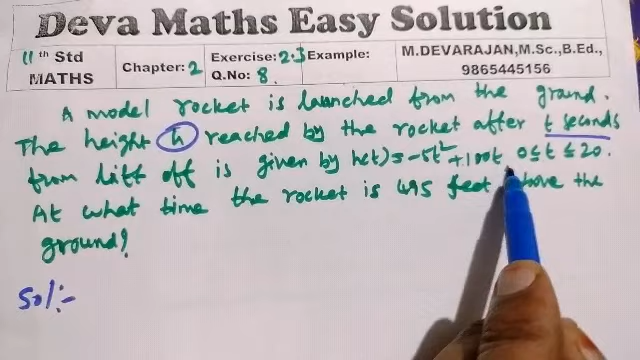 Deva Maths Easy Solution
11th Std
MATHS
Chapter: 2
Exercise: 2.3
Q.No: 8
Example:
M.DEVARAJAN,M.Sc.,B.Ed.,
9865445156
A model rocket is launched from the ground.
The height h reached by the rocket after t seconds
from lift off is given by h(t) = -5t²+100t, 0≤t≤20.
At what time the rocket is 495 feet above the
ground?
Sol:-